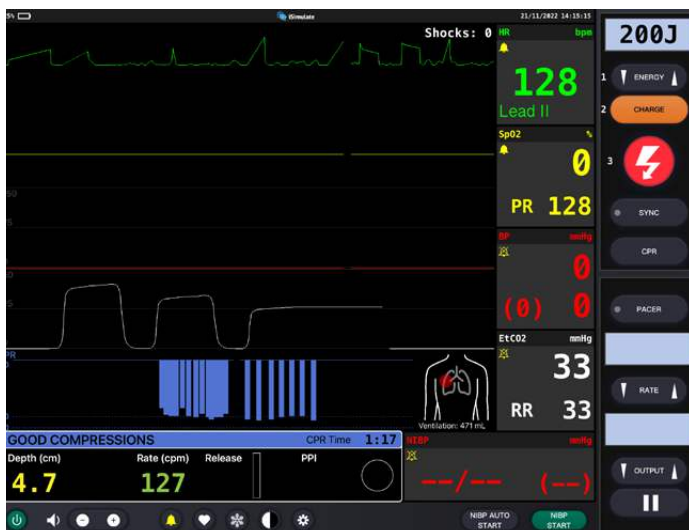 5%
iSimulate
21/11/2022 14:15:15
Shocks: 0
HR bpm
128
Lead II
SpO2 %
0
PR 128
BP mmHg
0
(0) 0
EtCO2 mmHg
33
RR 33
Ventilation: 471 mL
GOOD COMPRESSIONS
CPR Time 1:17
Depth (cm)
4.7
Rate (cpm)
127
Release
PPI
NIBP mmHg
--/-- (--)
NIBP AUTO
START
NIBP
START
200J
1 ENERGY
2 CHARGE
3
SYNC
CPR
PACER
RATE
OUTPUT